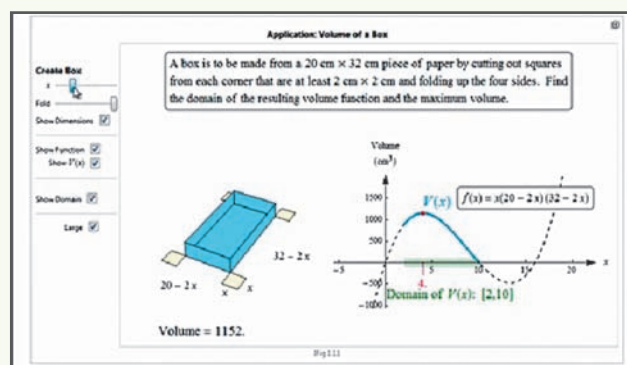 Application: Volume of a Box
A box is to be made from a 20 cm × 32 cm piece of paper by cutting out squares
from each corner that are at least 2 cm × 2 cm and folding up the four sides. Find
the domain of the resulting volume function and the maximum volume.
Create Box
x
Fold
Show Dimensions
Show Function
Show V(x)
Show Domain
Large
20 − 2x
x
x
32 − 2x
Volume = 1152.
Volume
(cm³)
1500
1000
500
−500
−1000
−5
4.
5
10
15
20
x
V(x)
f(x) = x(20 − 2x)(32 − 2x)
Domain of V(x): [2,10]